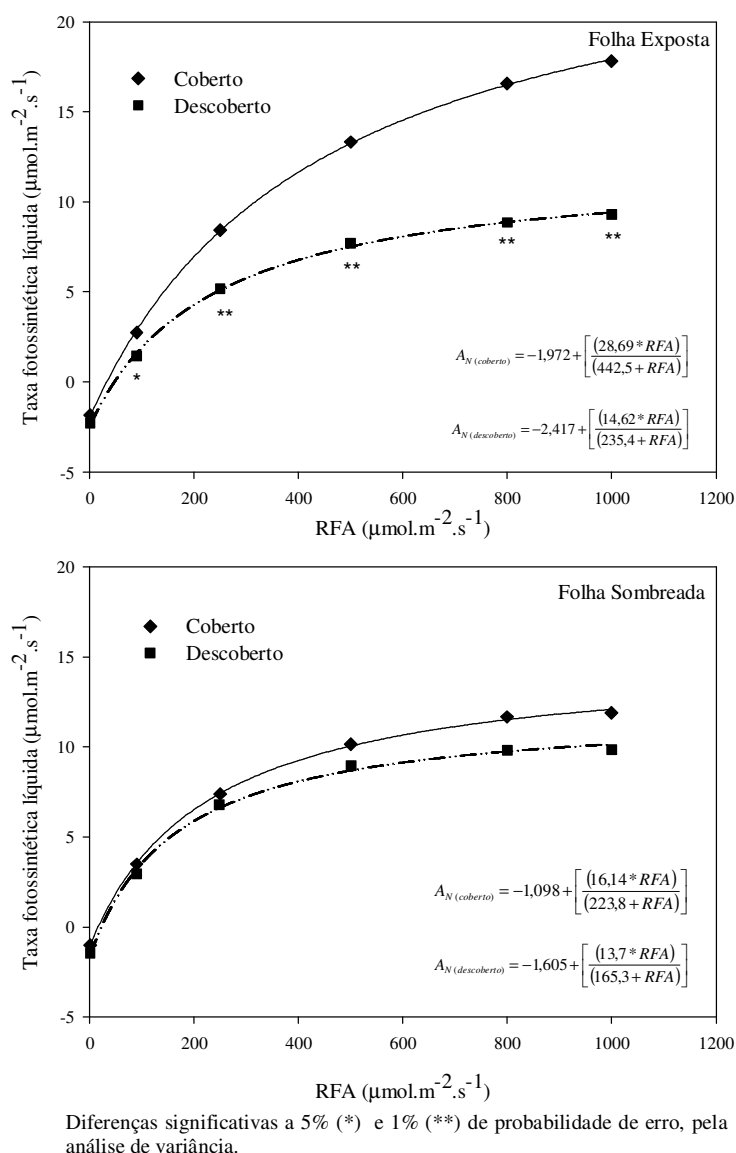 Folha Exposta
Coberto
Descoberto
Taxa fotossintética líquida (μmol.m-2.s-1)
20
15
10
5
0
-5
*
**
**
**
**
A_N (coberto) = −1,972 + [(28,69 * RFA) / (442,5 + RFA)]
A_N (descoberto) = −2,417 + [(14,62 * RFA) / (235,4 + RFA)]
0 200 400 600 800 1000 1200
RFA (μmol.m-2.s-1)
Folha Sombreada
Coberto
Descoberto
Taxa fotossintética líquida (μmol.m-2.s-1)
20
15
10
5
0
-5
A_N (coberto) = −1,098 + [(16,14 * RFA) / (223,8 + RFA)]
A_N (descoberto) = −1,605 + [(13,7 * RFA) / (165,3 + RFA)]
0 200 400 600 800 1000 1200
RFA (μmol.m-2.s-1)
Diferenças significativas a 5% (*) e 1% (**) de probabilidade de erro, pela
análise de variância.